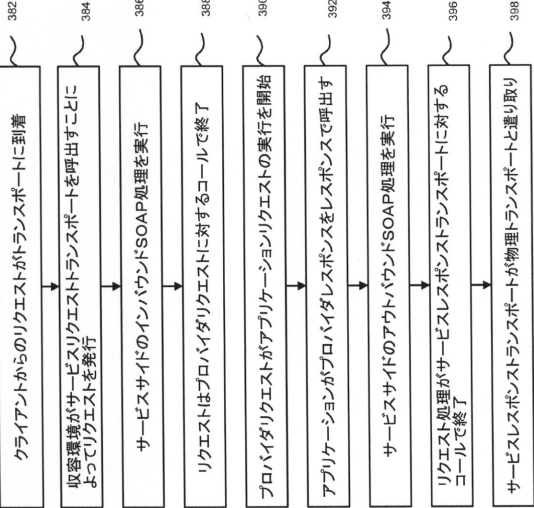 382
クライアントからのリクエストがトランスポートに到着
384
収容環境がサービスリクエストトランスポートを呼出すことに
よってリクエストを発行
386
サービスサイドのインバウンドSOAP処理を実行
388
リクエストはプロバイダリクエストに対するコールで終了
390
プロバイダリクエストがアプリケーションリクエストの実行を開始
392
アプリケーションがプロバイダレスポンスをレスポンスで呼出す
394
サービスサイドのアウトバウンドSOAP処理を実行
396
リクエスト処理がサービスレスポンストランスポートに対する
コールで終了
398
サービスレスポンストランスポートが物理トランスポートと遣り取り